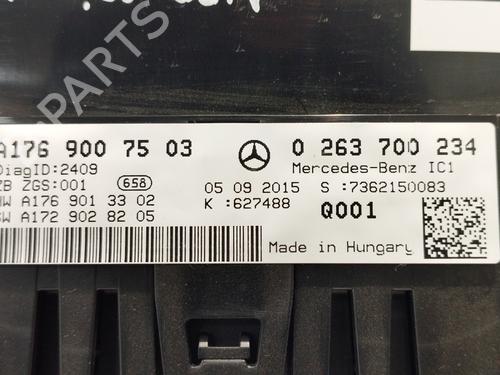 PARTS
A176 900 75 03
0 263 700 234
DiagID:2409
Mercedes-Benz IC1
ZB ZGS:001
658
05 09 2015
S :7362150083
HW A176 901 33 02
K :627488
Q001
SW A172 902 82 05
Made in Hungary